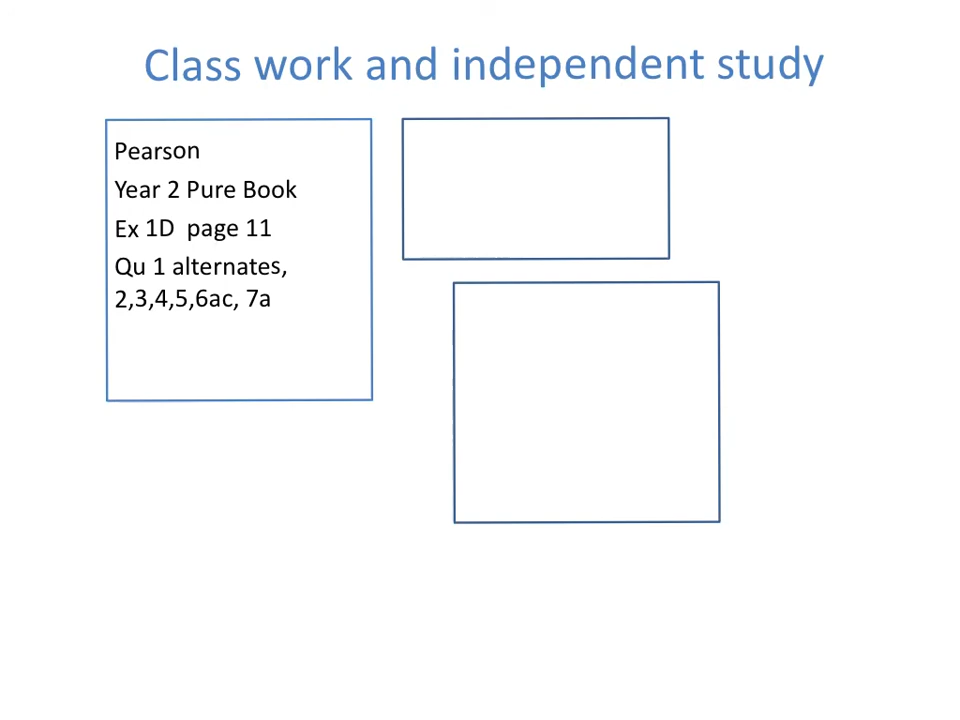 Class work and independent study
Pearson
Year 2 Pure Book
Ex 1D page 11
Qu 1 alternates,
2,3,4,5,6ac, 7a